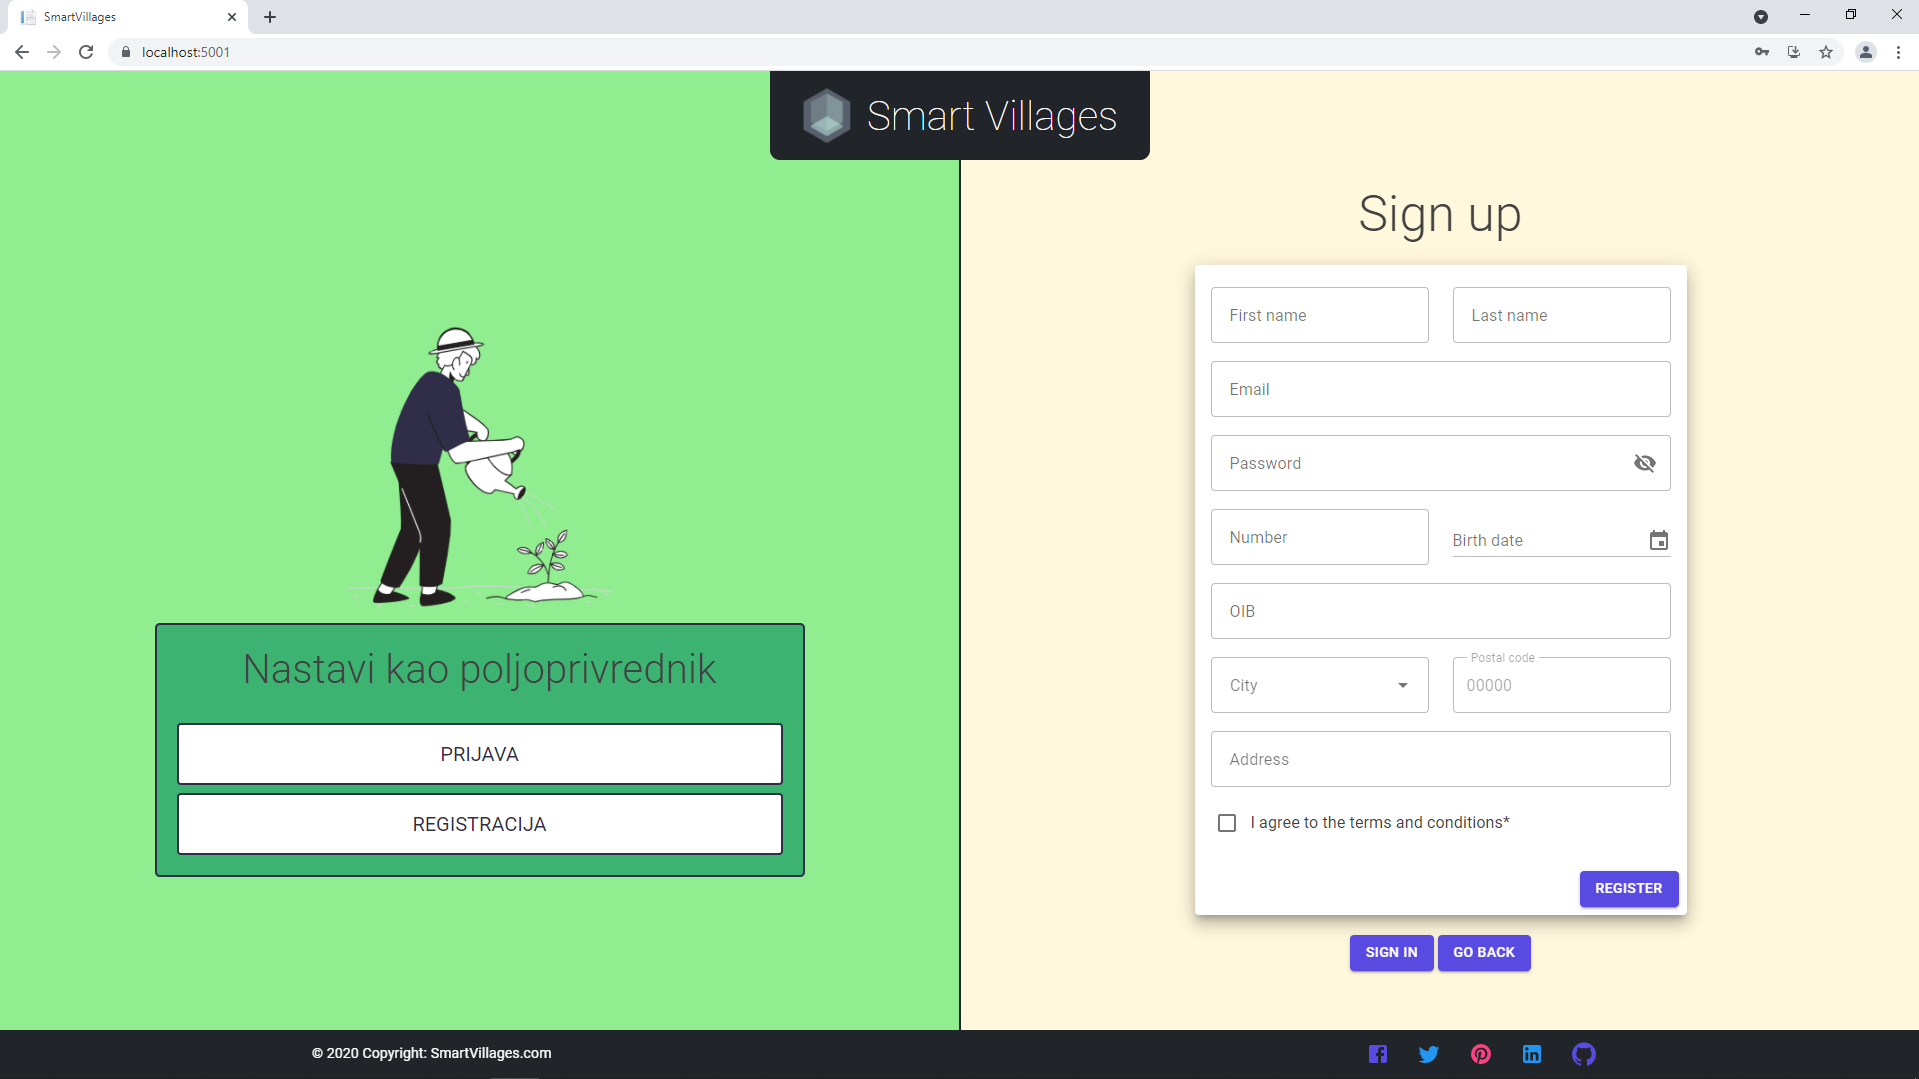 SmartVillages
localhost:5001
Smart Villages
Nastavi kao poljoprivrednik
PRIJAVA
REGISTRACIJA
Sign up
First name
Last name
Email
Password
Number
Birth date
OIB
City
Postal code
00000
Address
I agree to the terms and conditions*
REGISTER
SIGN IN
GO BACK
© 2020 Copyright: SmartVillages.com